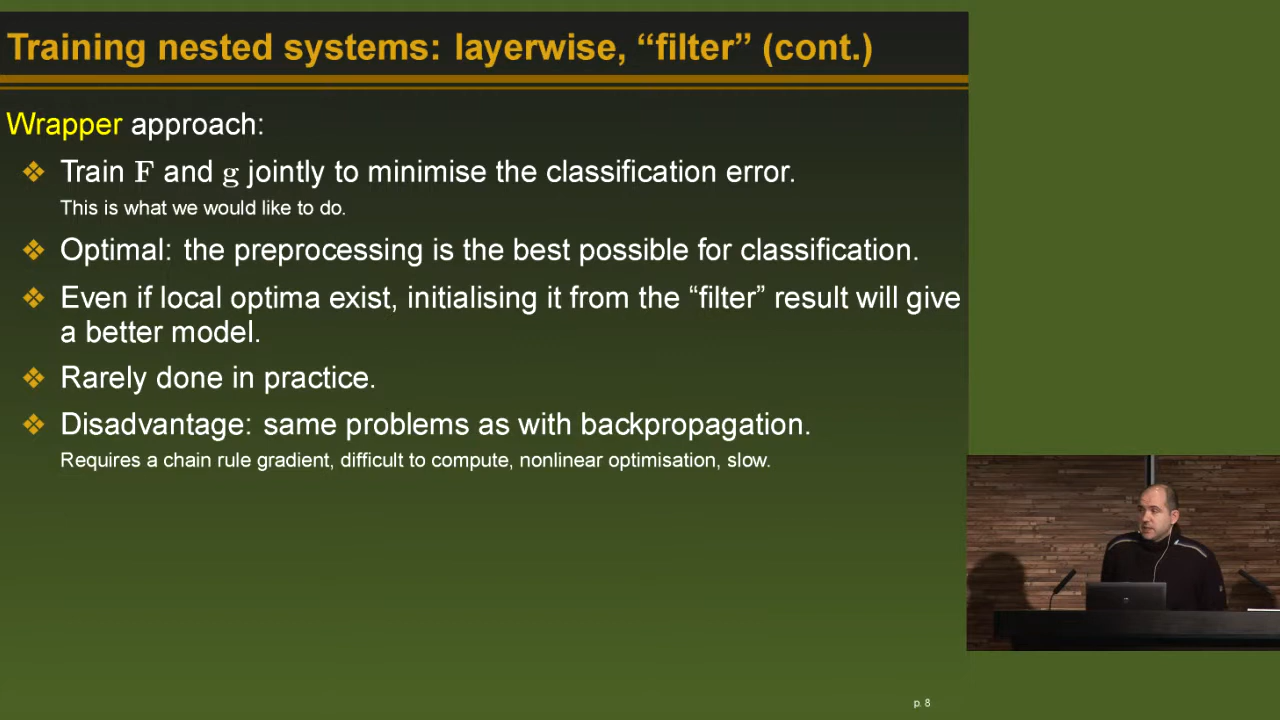 Training nested systems: layerwise, “filter” (cont.)
Wrapper approach:
❖ Train F and g jointly to minimise the classification error.
This is what we would like to do.
❖ Optimal: the preprocessing is the best possible for classification.
❖ Even if local optima exist, initialising it from the “filter” result will give
a better model.
❖ Rarely done in practice.
❖ Disadvantage: same problems as with backpropagation.
Requires a chain rule gradient, difficult to compute, nonlinear optimisation, slow.
p. 8